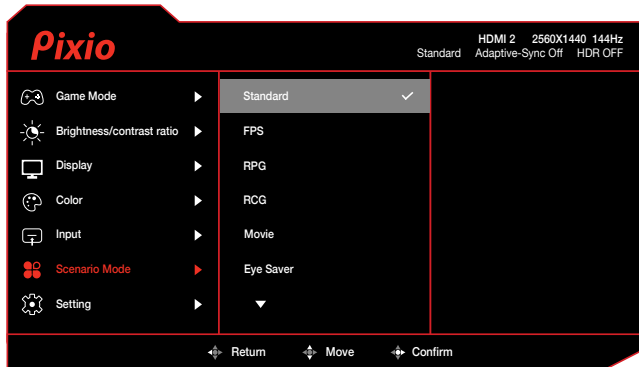 Pixio
HDMI 2 2560X1440 144Hz
Standard Adaptive-Sync Off HDR OFF
Game Mode
Brightness/contrast ratio
Display
Color
Input
Scenario Mode
Setting
Standard
FPS
RPG
RCG
Movie
Eye Saver
Return Move Confirm